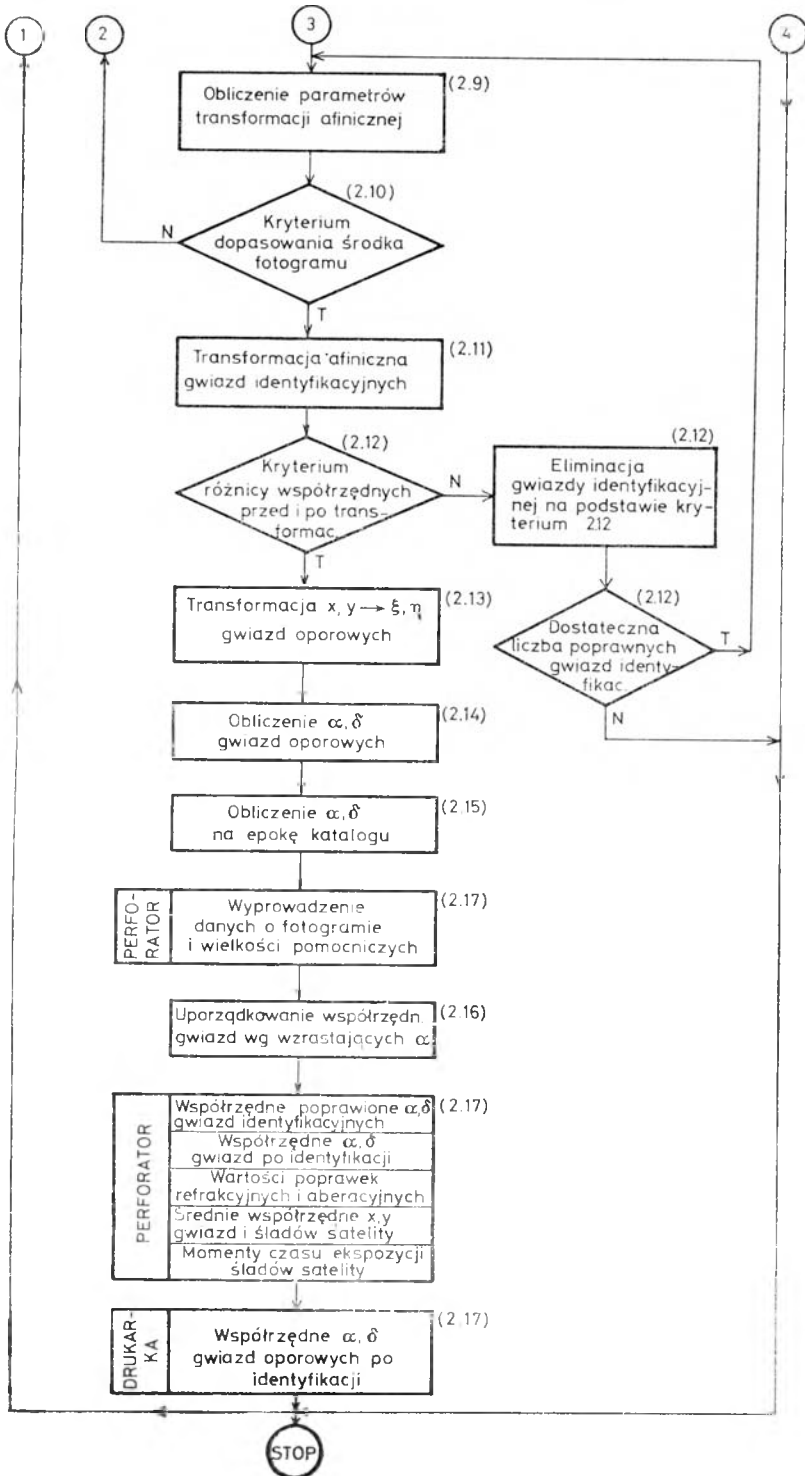 1
2
3
4
Obliczenie parametrów
transformacji afinicznej
(2.9)
(2.10)
N
Kryterium
dopasowania środka
fotogramu
T
Transformacja afiniczna
gwiazd identyfikacyjnych
(2.11)
(2.12)
Kryterium
różnicy współrzędnych
przed i po trans-
formac.
N
T
(2.12)
Eliminacja
gwiazdy identyfikacyj-
nej na podstawie kry-
terium 2.12
(2.12)
Dostateczna
liczba poprawnych
gwiazd identy-
fikac.
T
N
Transformacja x, y → ξ, η
gwiazd oporowych
(2.13)
Obliczenie α, δ
gwiazd oporowych
(2.14)
Obliczenie α, δ
na epokę katalogu
(2.15)
PERFO-
RATOR
Wyprowadzenie
danych o fotogramie
i wielkości pomocniczych
(2.17)
Uporządkowanie współrzędn.
gwiazd wg wzrastających α
(2.16)
PERFORATOR
Współrzędne poprawione α, δ
gwiazd identyfikacyjnych
(2.17)
Współrzędne α, δ
gwiazd po identyfikacji
Wartości poprawek
refrakcyjnych i aberacyjnych
Średnie współrzędne x, y
gwiazd i śladów satelity
Momenty czasu ekspozycji
śladów satelity
DRUKAR-
KA
Współrzędne α, δ
gwiazd oporowych po
identyfikacji
(2.17)
STOP